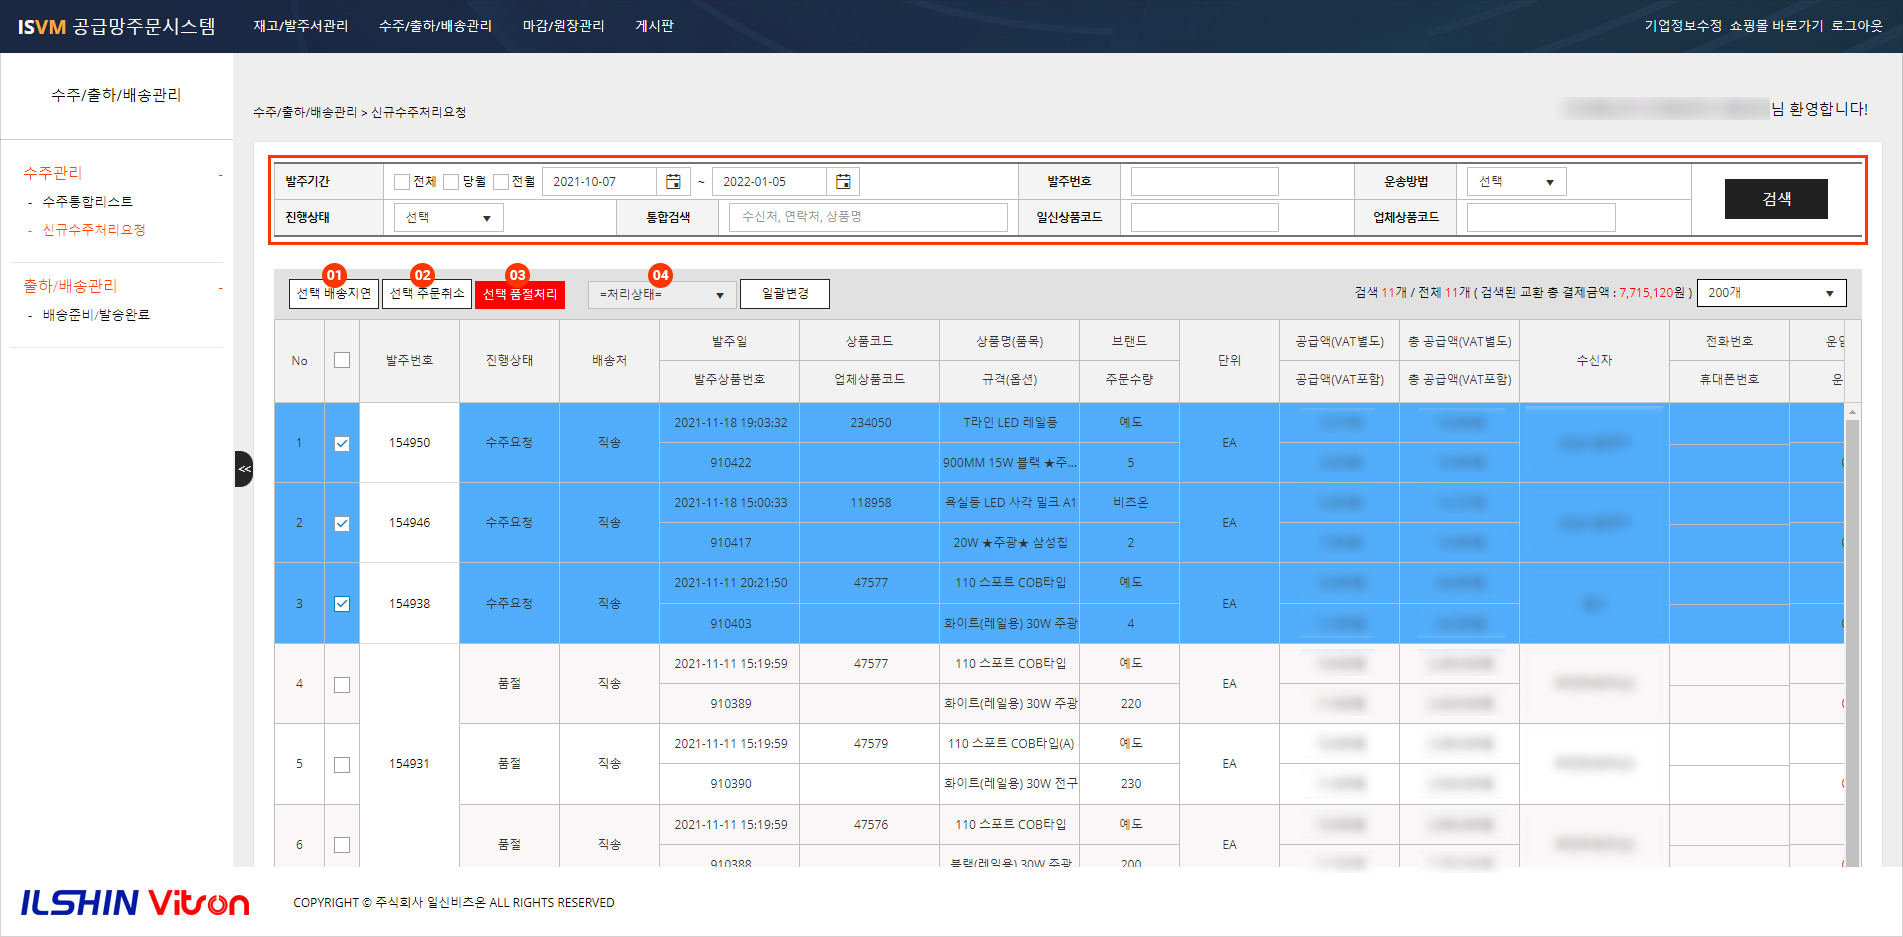 ISVM 공급망주문시스템 재고/발주서관리 수주/출하/배송관리 마감/원장관리 게시판 기업정보수정 쇼핑몰 바로가기 로그아웃
수주/출하/배송관리
수주관리 -
- 수주통합리스트
- 신규수주처리요청
출하/배송관리 -
- 배송준비/발송완료
<<
수주/출하/배송관리 > 신규수주처리요청
님 환영합니다!
발주기간 전체 당월 전월 2021-10-07 ~ 2022-01-05 발주번호 운송방법 선택 검색
진행상태 선택 통합검색 수신처, 연락처, 상품명 일신상품코드 업체상품코드
01 02 03 04
선택 배송지연 선택 주문취소 선택 품절처리 =처리상태= 일괄변경 검색 11개 / 전체 11개 ( 검색된 교환 총 결제금액 : 7,715,120원 ) 200개
No 발주번호 진행상태 배송처 발주일 상품코드 상품명(품목) 브랜드 단위 공급액(VAT별도) 총 공급액(VAT별도) 수신자 전화번호
발주상품번호 업체상품코드 규격(옵션) 주문수량 공급액(VAT포함) 총 공급액(VAT포함) 휴대폰번호 운
1 154950 수주요청 직송 2021-11-18 19:03:32 234050 T라인 LED 레일등 예도 EA
910422 900MM 15W 블랙 ★주... 5
2 154946 수주요청 직송 2021-11-18 15:00:33 118958 욕실등 LED 사각 밀크 A1 비츠온 EA
910417 20W ★주광★ 삼성칩 2
3 154938 수주요청 직송 2021-11-11 20:21:50 47577 110 스포트 COB타입 예도 EA
910403 화이트(레일용) 30W 주광 4
4 품절 직송 2021-11-11 15:19:59 47577 110 스포트 COB타입 예도 EA
910389 화이트(레일용) 30W 주광 220
5 154931 품절 직송 2021-11-11 15:19:59 47579 110 스포트 COB타입(A) 예도 EA
910390 화이트(레일용) 30W 전구 230
6 품절 직송 2021-11-11 15:19:59 47576 110 스포트 COB타입 예도 EA
910388 블랙(레일용) 30W 주광 200
ILSHIN Vitson COPYRIGHT © 주식회사 일신비츠온 ALL RIGHTS RESERVED